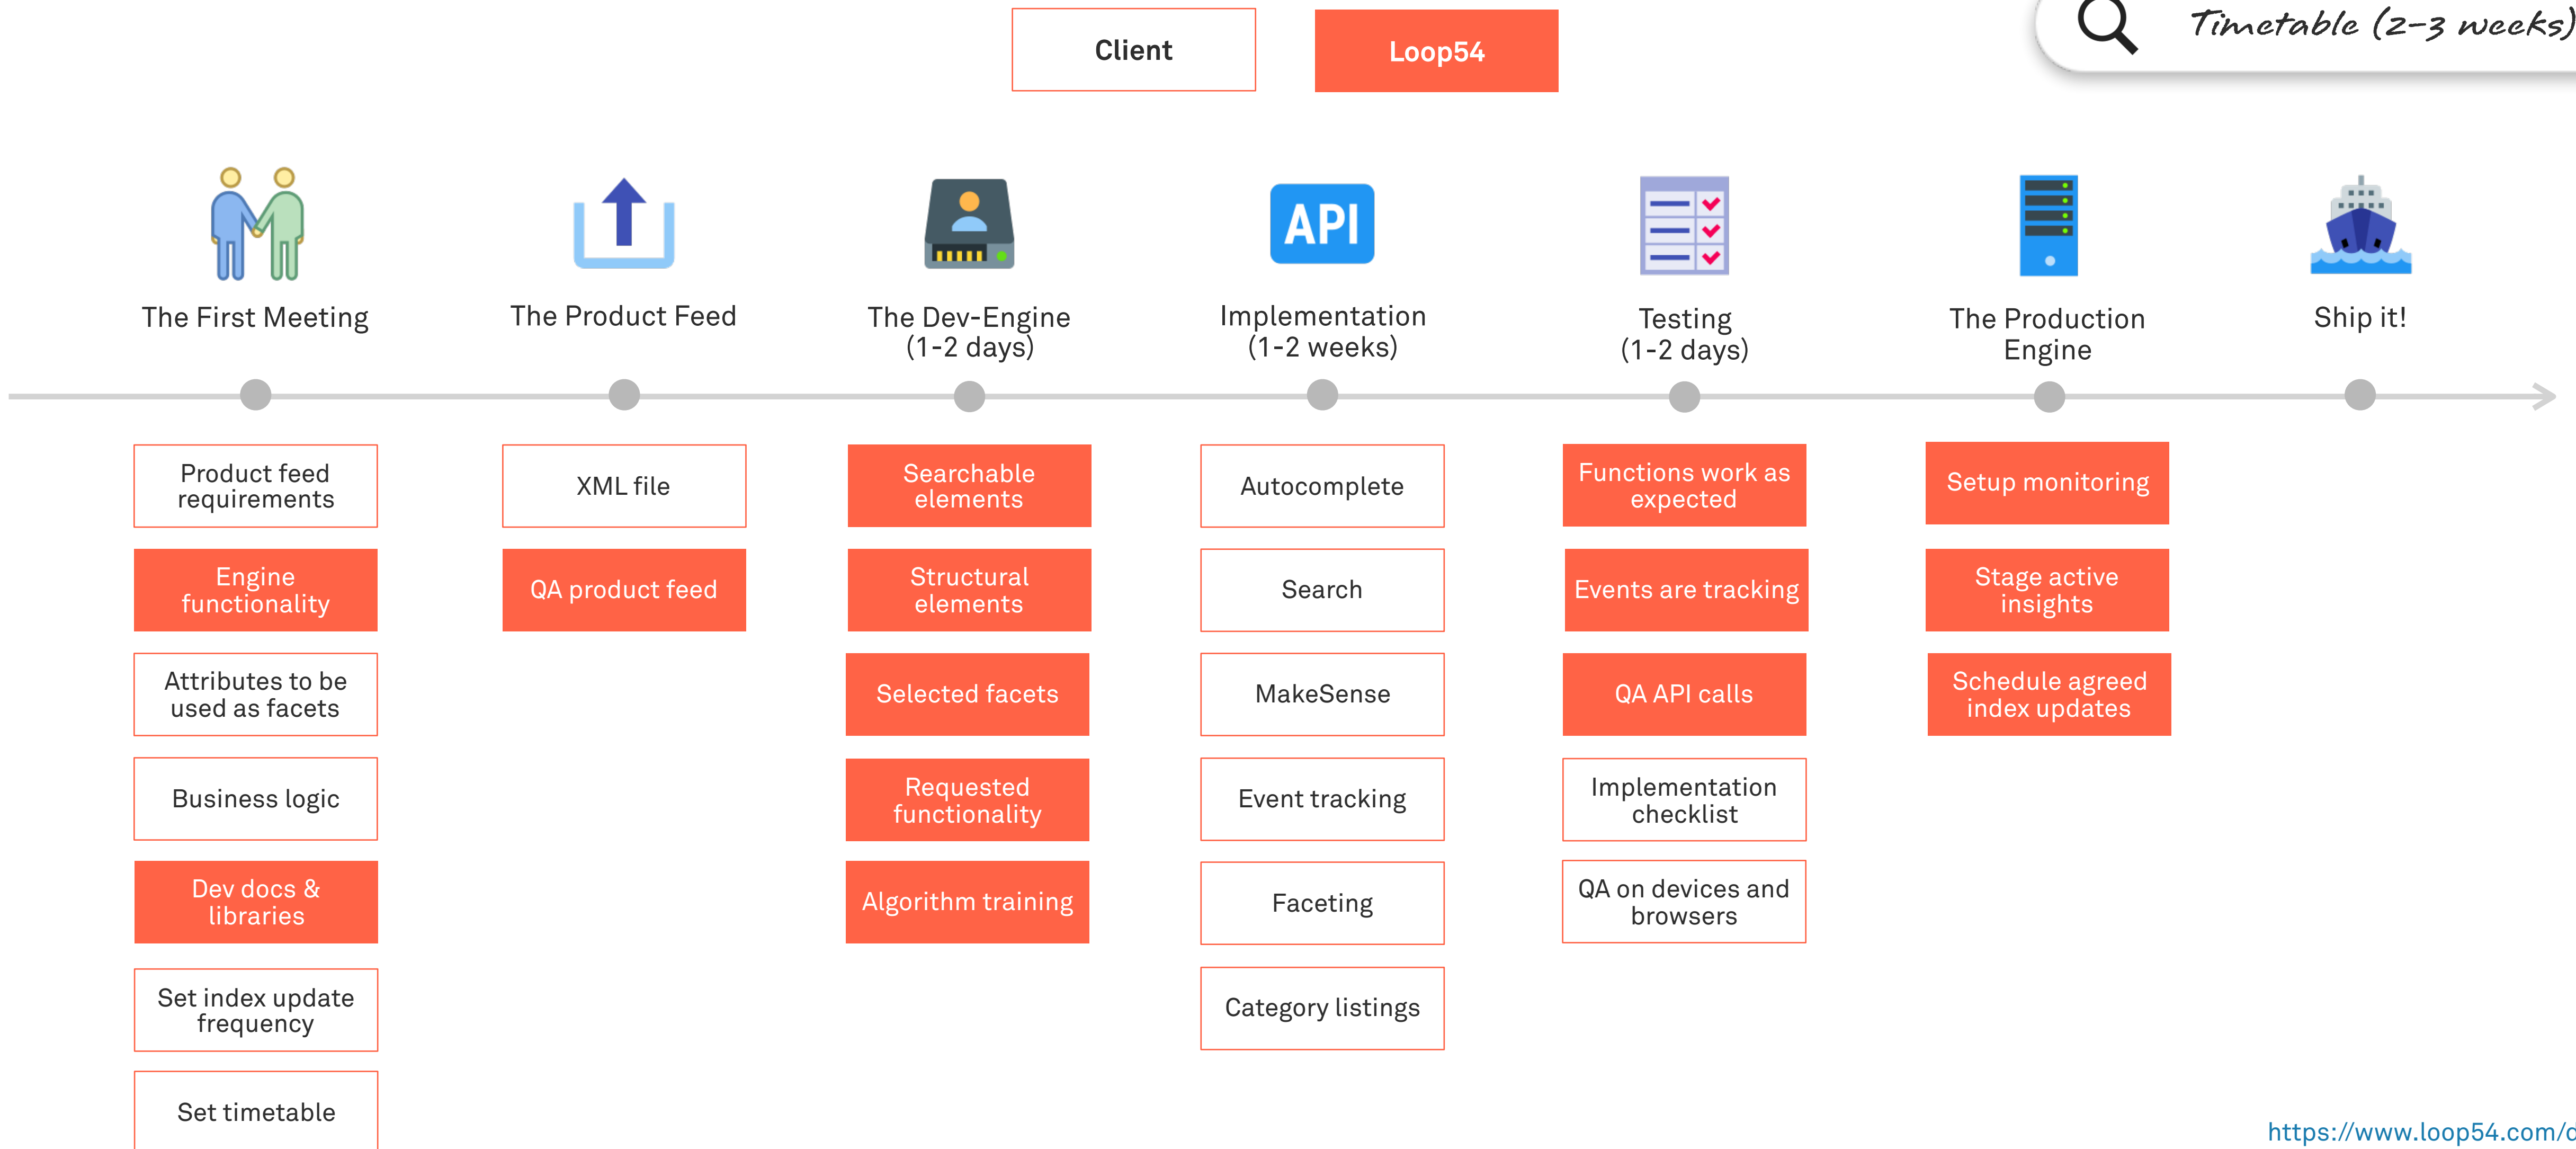 Client
Loop54
Timetable (2-3 weeks)
The First Meeting
The Product Feed
The Dev-Engine
(1-2 days)
API
Implementation
(1-2 weeks)
Testing
(1-2 days)
The Production
Engine
Ship it!
Product feed
requirements
Engine
functionality
Attributes to be
used as facets
Business logic
Dev docs &
libraries
Set index update
frequency
Set timetable
XML file
QA product feed
Searchable
elements
Structural
elements
Selected facets
Requested
functionality
Algorithm training
Autocomplete
Search
MakeSense
Event tracking
Faceting
Category listings
Functions work as
expected
Events are tracking
QA API calls
Implementation
checklist
QA on devices and
browsers
Setup monitoring
Stage active
insights
Schedule agreed
index updates
https://www.loop54.com/d